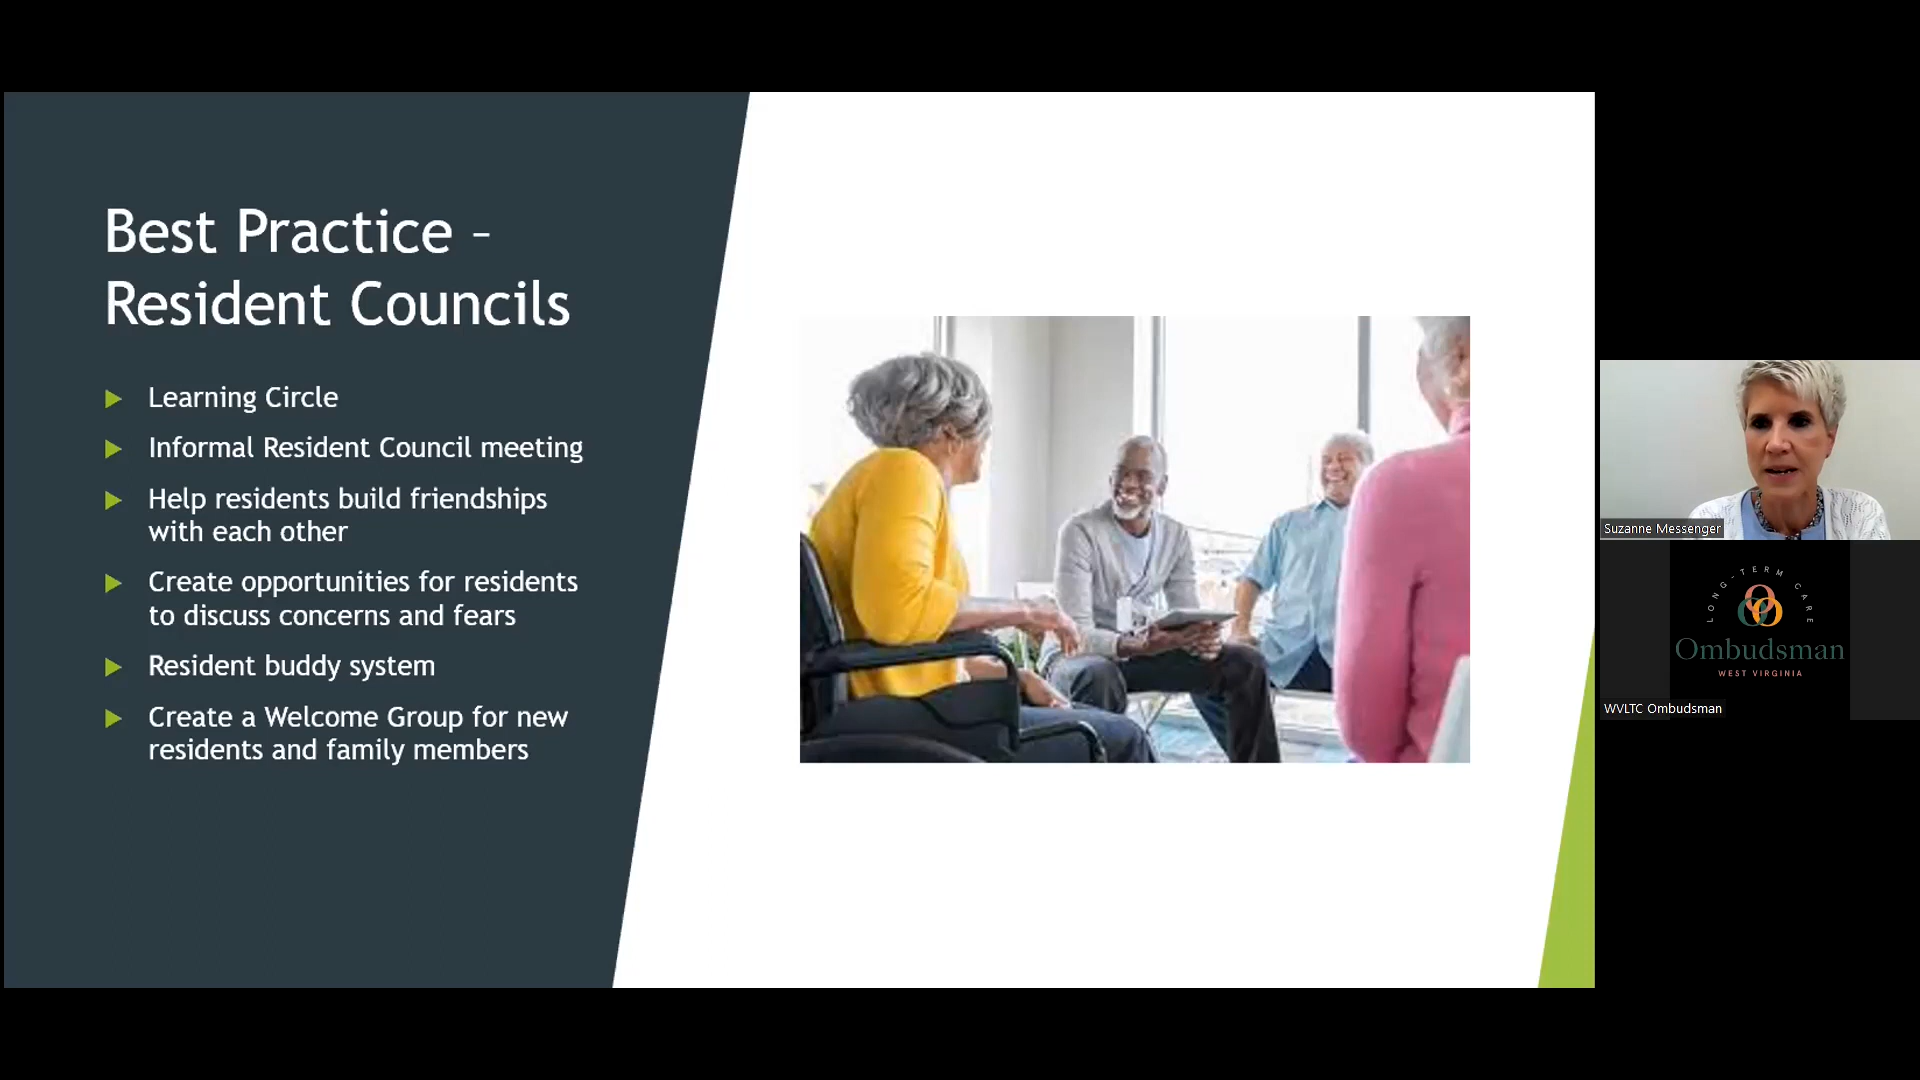 Best Practice –
Resident Councils
Learning Circle
Informal Resident Council meeting
Help residents build friendships
with each other
Create opportunities for residents
to discuss concerns and fears
Resident buddy system
Create a Welcome Group for new
residents and family members
Suzanne Messenger
LONG-TERM CARE
Ombudsman
WEST VIRGINIA
WVLTC Ombudsman